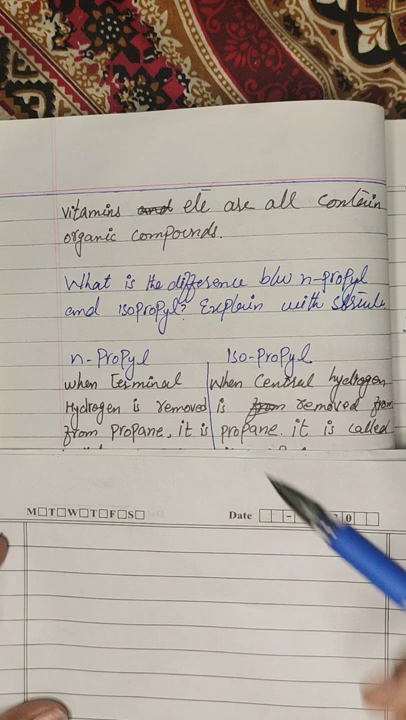 vitamins and etc are all contain
organic compounds.
What is the difference b/w n-propyl
and isopropyl? Explain with
n-Propyl
Iso-propyl
when terminal
Hydrogen is removed
from propane, it is
When Central hydrogen
is from removed from
propane. it is called
M T W T F S
Date